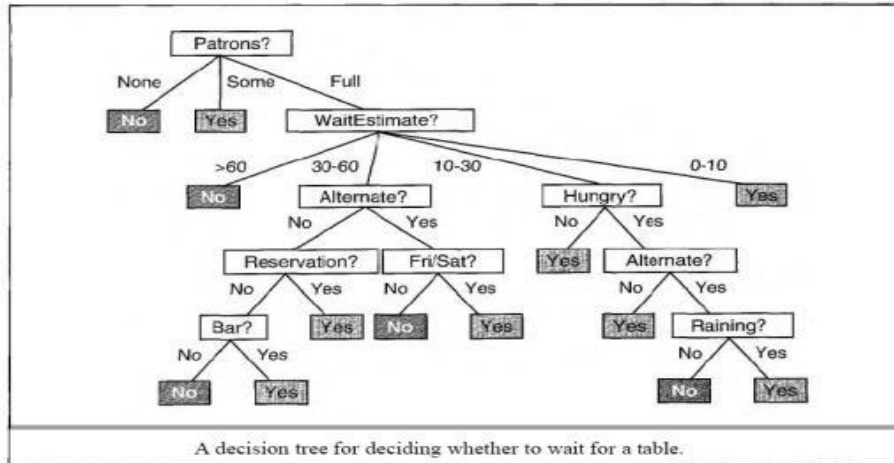 Patrons?
None Some Full
No Yes WaitEstimate?
>60 30-60 10-30 0-10
No Alternate? Hungry? Yes
No Yes No Yes
Reservation? Fri/Sat? Yes Alternate?
No Yes No Yes No Yes
Bar? Yes No Yes Yes Raining?
No Yes No Yes
No Yes No Yes
A decision tree for deciding whether to wait for a table.